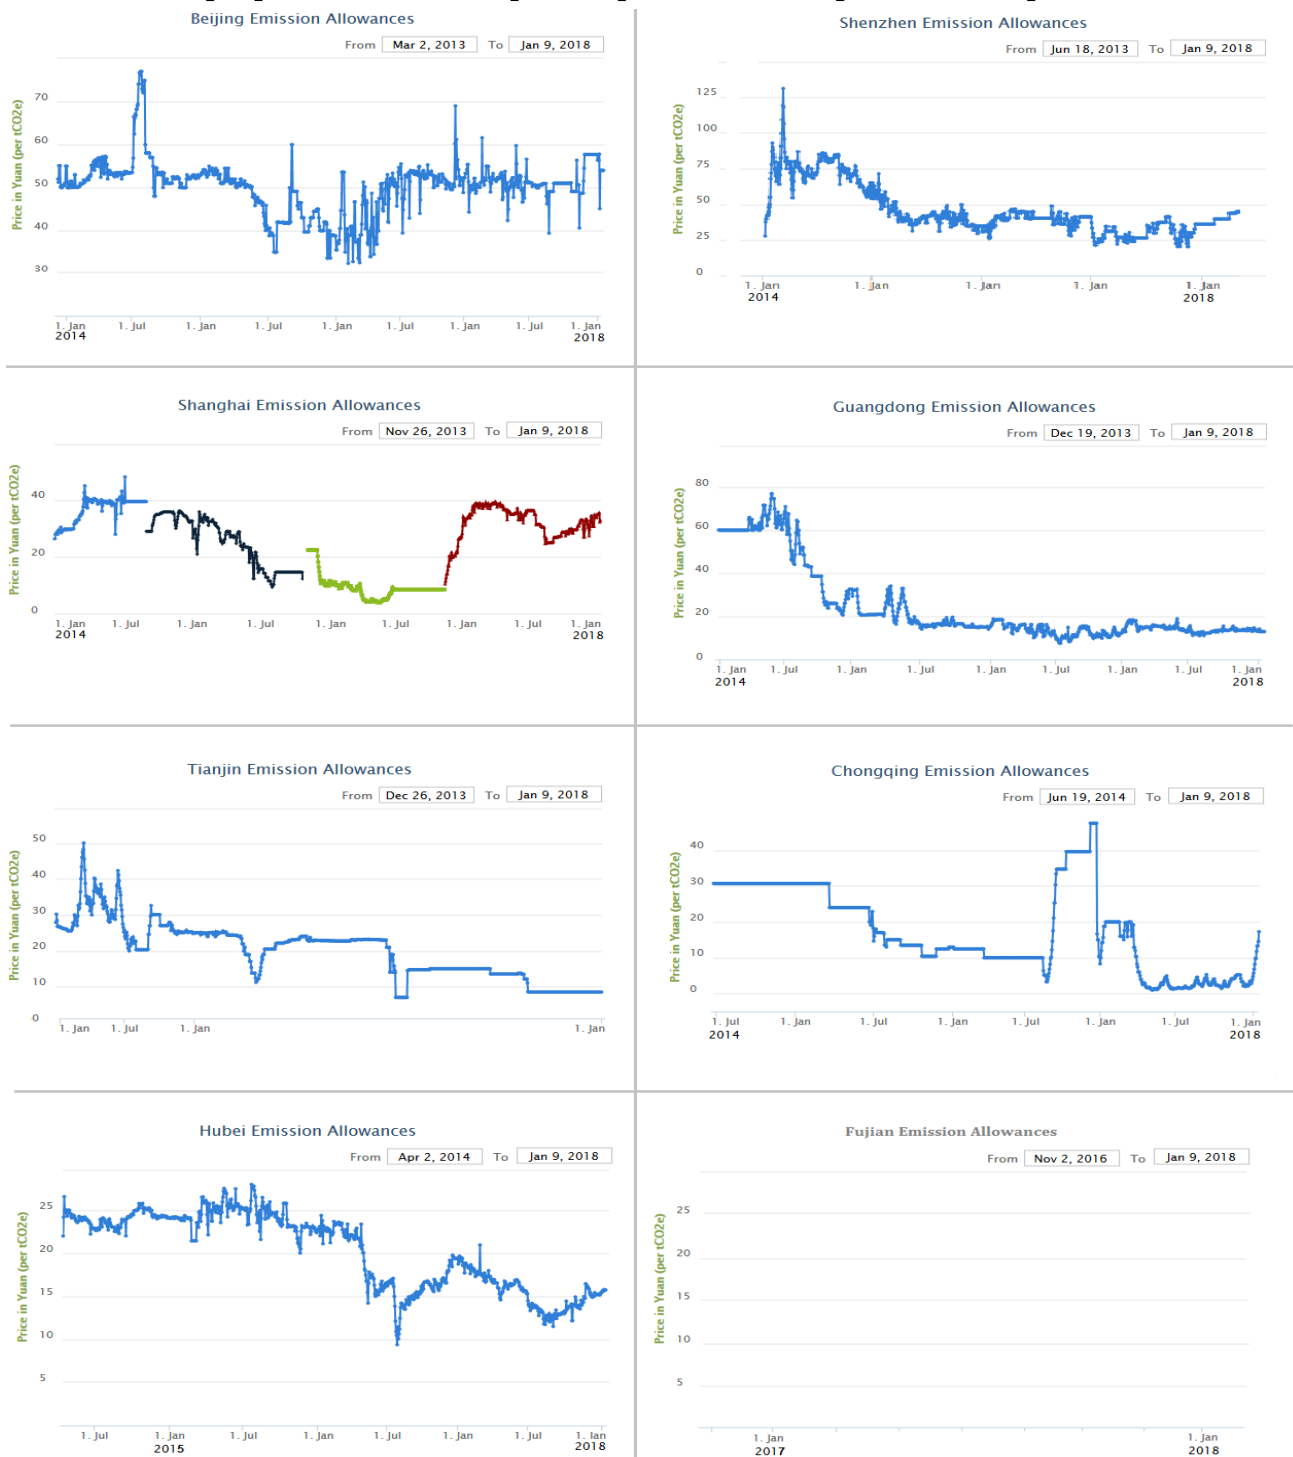 Beijing Emission Allowances
From Mar 2, 2013 To Jan 9, 2018
Price in Yuan (per tCO2e)
70
60
50
40
30
1. Jan 1. Jul 1. Jan 1. Jul 1. Jan 1. Jul 1. Jan 1. Jul 1. Jan
2014 2018
Shenzhen Emission Allowances
From Jun 18, 2013 To Jan 9, 2018
Price in Yuan (per tCO2e)
125
100
75
50
25
0
1. Jan 1. Jan 1. Jan 1. Jan 1. Jan
2014 2018
Shanghai Emission Allowances
From Nov 26, 2013 To Jan 9, 2018
Price in Yuan (per tCO2e)
40
20
0
1. Jan 1. Jul 1. Jan 1. Jul 1. Jan 1. Jul 1. Jan 1. Jul 1. Jan
2014 2018
Guangdong Emission Allowances
From Dec 19, 2013 To Jan 9, 2018
Price in Yuan (per tCO2e)
80
60
40
20
0
1. Jan 1. Jul 1. Jan 1. Jul 1. Jan 1. Jul 1. Jan 1. Jul 1. Jan
2014 2018
Tianjin Emission Allowances
From Dec 26, 2013 To Jan 9, 2018
Price in Yuan (per tCO2e)
50
40
30
20
10
0
1. Jan 1. Jul 1. Jan 1. Jan
Chongqing Emission Allowances
From Jun 19, 2014 To Jan 9, 2018
Price in Yuan (per tCO2e)
40
30
20
10
0
1. Jul 1. Jan 1. Jul 1. Jan 1. Jul 1. Jan 1. Jul 1. Jan
2014 2018
Hubei Emission Allowances
From Apr 2, 2014 To Jan 9, 2018
Price in Yuan (per tCO2e)
25
20
15
10
5
1. Jul 1. Jan 1. Jul 1. Jan 1. Jul 1. Jan 1. Jul 1. Jan
2015 2018
Fujian Emission Allowances
From Nov 2, 2016 To Jan 9, 2018
Price in Yuan (per tCO2e)
25
20
15
10
5
1. Jan 1. Jan
2017 2018